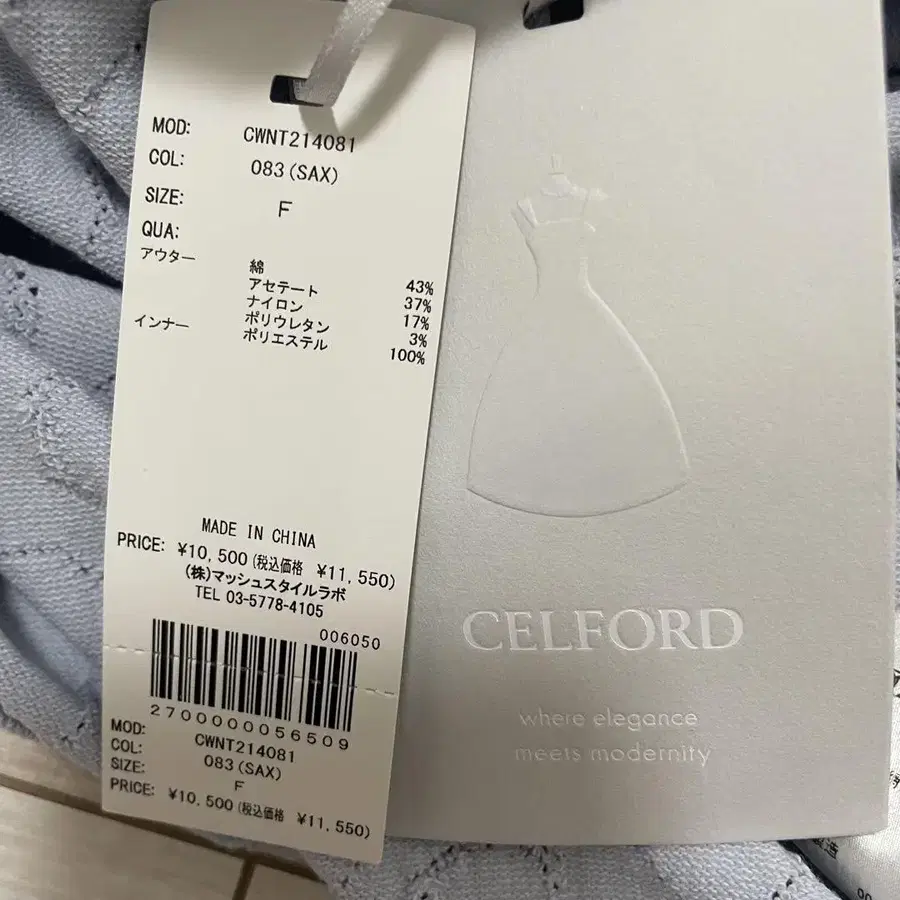 MOD: CWNT214081
COL: 083(SAX)
SIZE: F
QUA:
アウター 綿 43%
アセテート 37%
ナイロン 17%
ポリウレタン 3%
インナー ポリエステル 100%
MADE IN CHINA
PRICE: ¥10,500(税込価格 ¥11,550)
(株)マッシュスタイルラボ
TEL 03-5778-4105
006050
2700000056509
MOD: CWNT214081
COL: 083(SAX)
SIZE: F
PRICE: ¥10,500(税込価格 ¥11,550)
CELFORD
where elegance
meets modernity